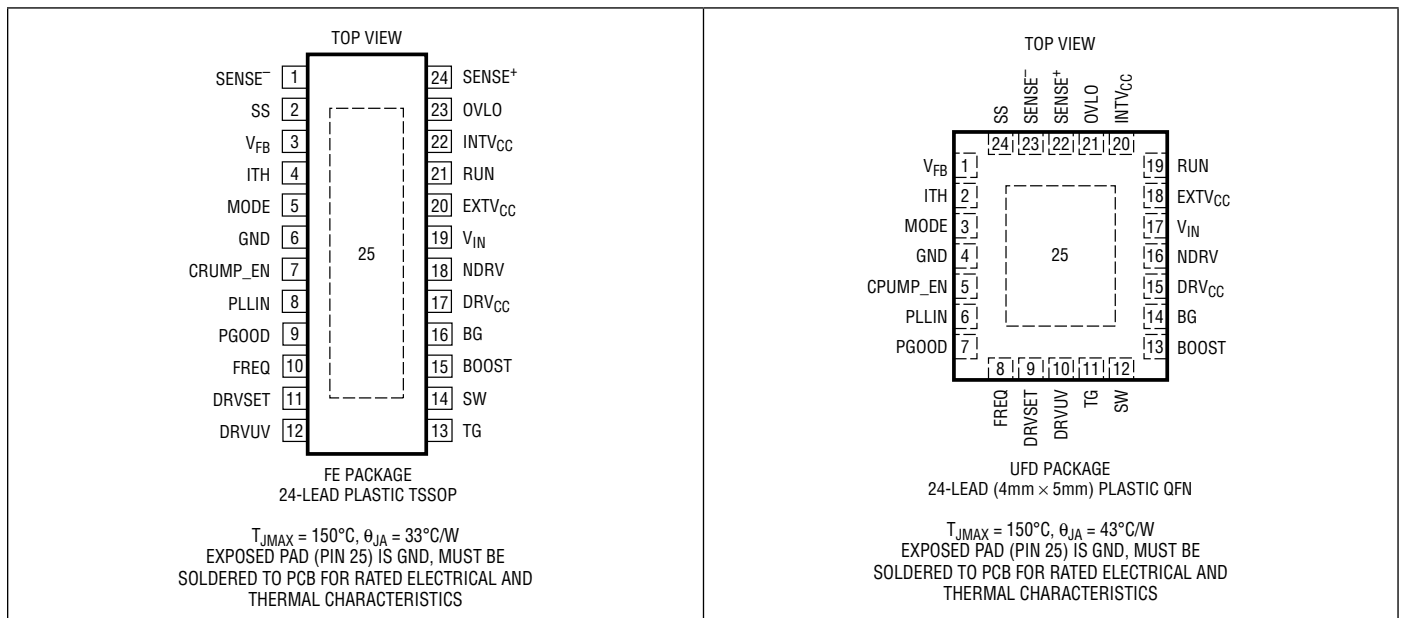 TOP VIEW
SENSE⁻ 1
SS 2
VFB 3
ITH 4
MODE 5
GND 6
CRUMP_EN 7
PLLIN 8
PGOOD 9
FREQ 10
DRVSET 11
DRVUV 12
25
24 SENSE⁺
23 OVLO
22 INTVCC
21 RUN
20 EXTVCC
19 VIN
18 NDRV
17 DRVCC
16 BG
15 BOOST
14 SW
13 TG
FE PACKAGE
24-LEAD PLASTIC TSSOP
TJMAX = 150°C, θJA = 33°C/W
EXPOSED PAD (PIN 25) IS GND, MUST BE
SOLDERED TO PCB FOR RATED ELECTRICAL AND
THERMAL CHARACTERISTICS
TOP VIEW
SS
SENSE⁻
SENSE⁺
OVLO
INTVCC
24 23 22 21 20
VFB 1
ITH 2
MODE 3
GND 4
CPUMP_EN 5
PLLIN 6
PGOOD 7
25
19 RUN
18 EXTVCC
17 VIN
16 NDRV
15 DRVCC
14 BG
13 BOOST
8 9 10 11 12
FREQ
DRVSET
DRVUV
TG
SW
UFD PACKAGE
24-LEAD (4mm × 5mm) PLASTIC QFN
TJMAX = 150°C, θJA = 43°C/W
EXPOSED PAD (PIN 25) IS GND, MUST BE
SOLDERED TO PCB FOR RATED ELECTRICAL AND
THERMAL CHARACTERISTICS